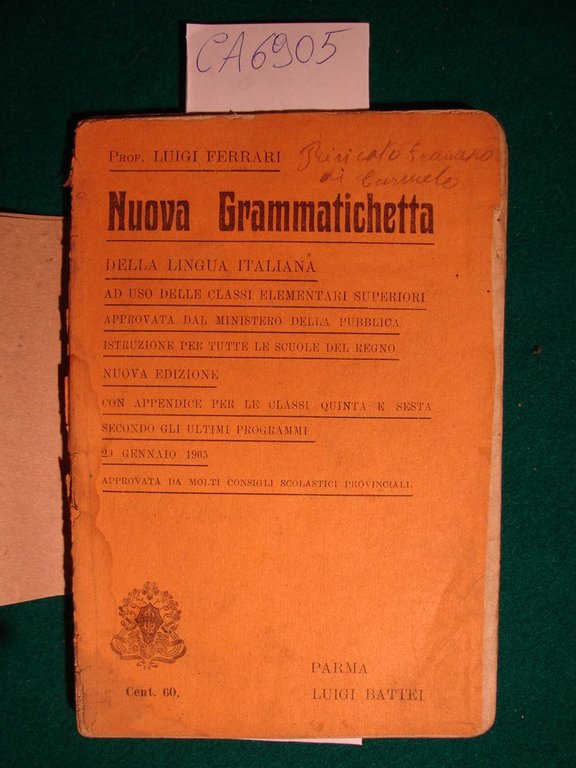 CA6905
PROF. LUIGI FERRARI
di Carmelo
Nuova Grammatichetta
DELLA LINGUA ITALIANA
AD USO DELLE CLASSI ELEMENTARI SUPERIORI
APPROVATA DAL MINISTERO DELLA PUBBLICA
ISTRUZIONE PER TUTTE LE SCUOLE DEL REGNO
NUOVA EDIZIONE
CON APPENDICE PER LE CLASSI QUINTA E SESTA
SECONDO GLI ULTIMI PROGRAMMI
29 GENNAIO 1905
APPROVATA DA MOLTI CONSIGLI SCOLASTICI PROVINCIALI.
Cent. 60.
PARMA
LUIGI BATTEI